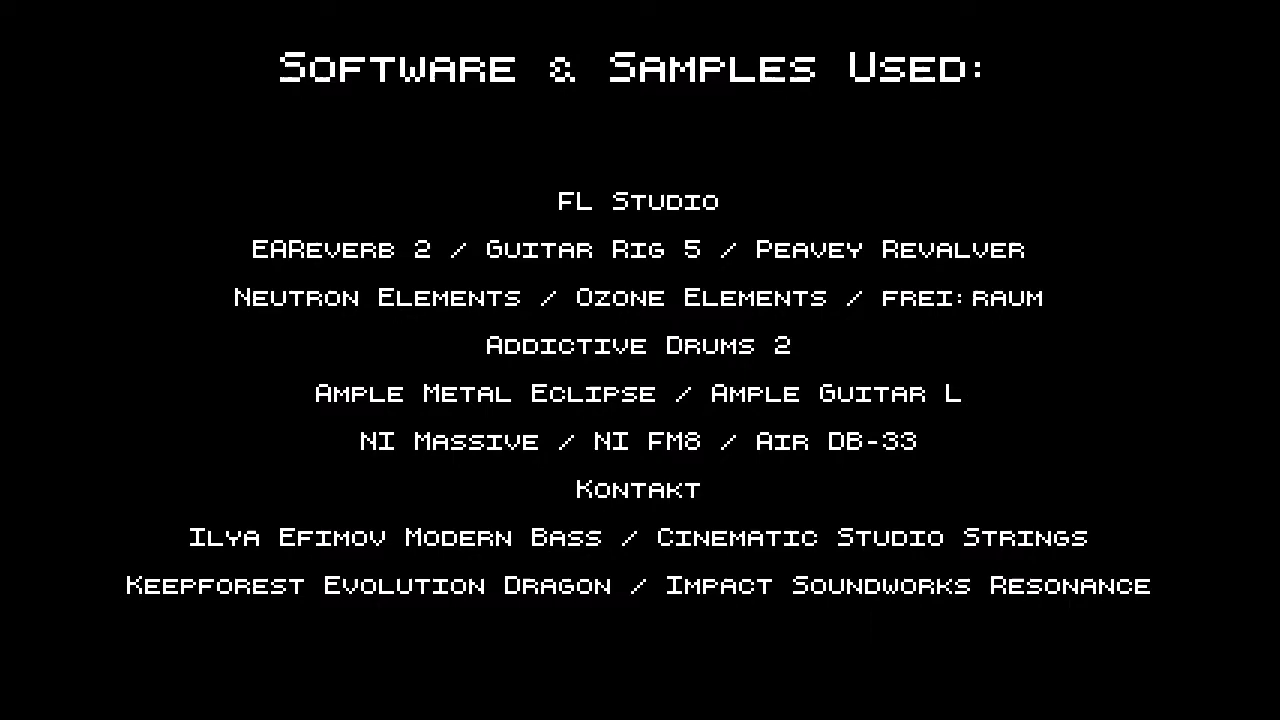 Software & Samples Used:
FL Studio
EAReverb 2 / Guitar Rig 5 / Peavey Revalver
Neutron Elements / Ozone Elements / frei:raum
Addictive Drums 2
Ample Metal Eclipse / Ample Guitar L
NI Massive / NI FM8 / Air DB-33
Kontakt
Ilya Efimov Modern Bass / Cinematic Studio Strings
Keepforest Evolution Dragon / Impact Soundworks Resonance